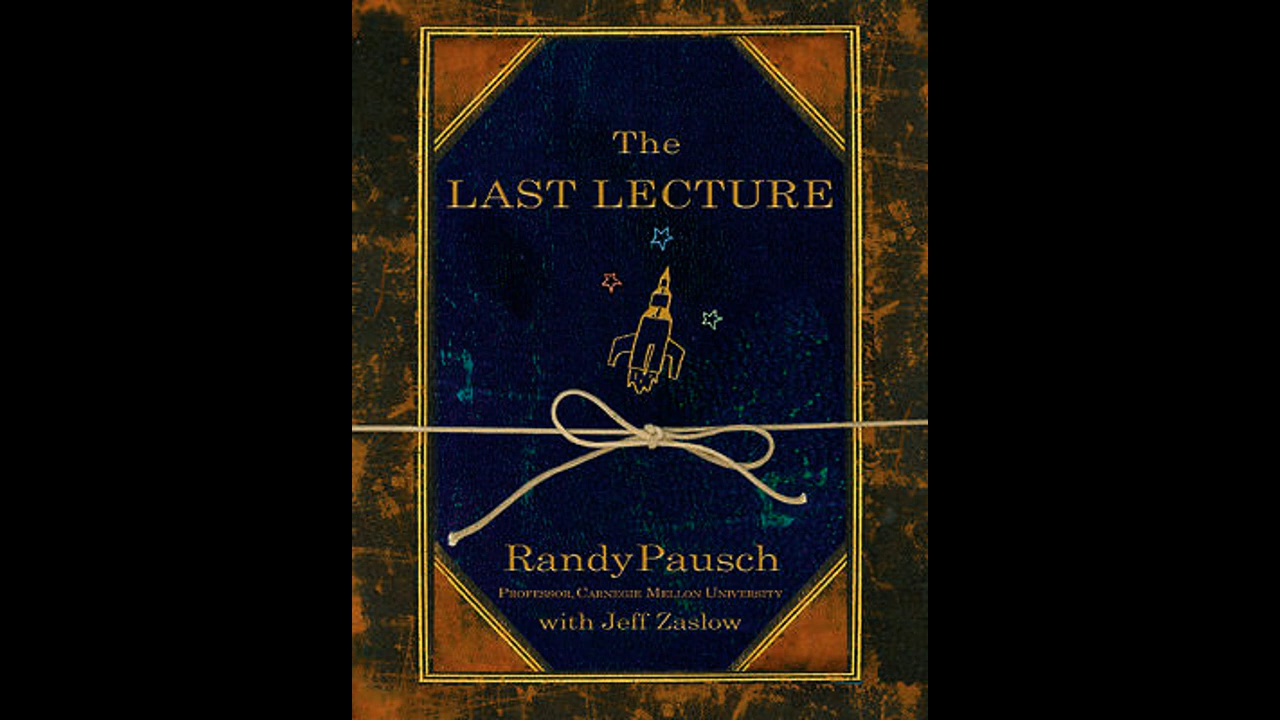 The
LAST LECTURE
Randy Pausch
PROFESSOR, CARNEGIE MELLON UNIVERSITY
with Jeff Zaslow